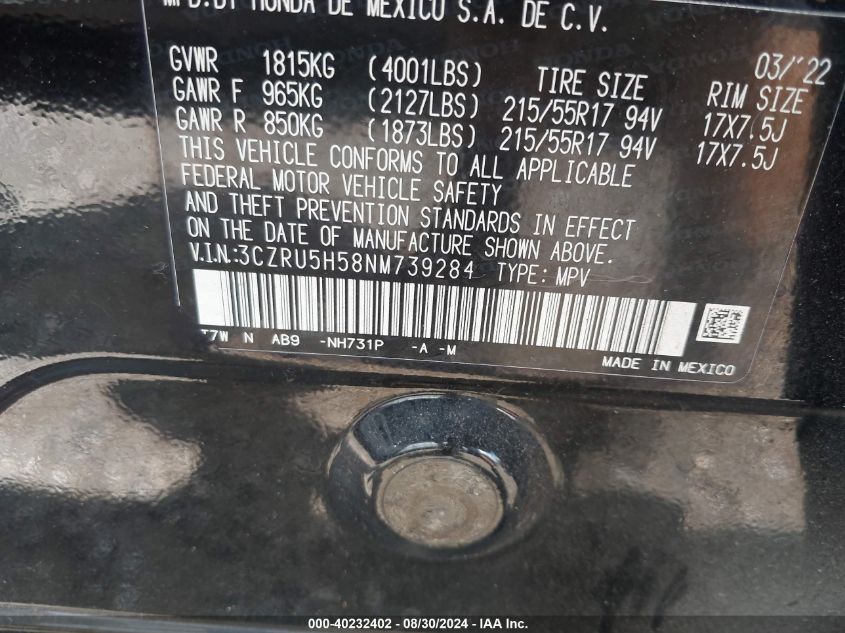 MFD.BY HONDA DE MEXICO S.A. DE C.V.
03/'22
GVWR 1815KG (4001LBS) TIRE SIZE RIM SIZE
GAWR F 965KG (2127LBS) 215/55R17 94V 17X7.5J
GAWR R 850KG (1873LBS) 215/55R17 94V 17X7.5J
THIS VEHICLE CONFORMS TO ALL APPLICABLE
FEDERAL MOTOR VEHICLE SAFETY
AND THEFT PREVENTION STANDARDS IN EFFECT
ON THE DATE OF MANUFACTURE SHOWN ABOVE.
V.I.N.:3CZRU5H58NM739284 TYPE: MPV
T7W N AB9 -NH731P -A -M
MADE IN MEXICO
000-40232402 | 08/30/2024 - IAA Inc.